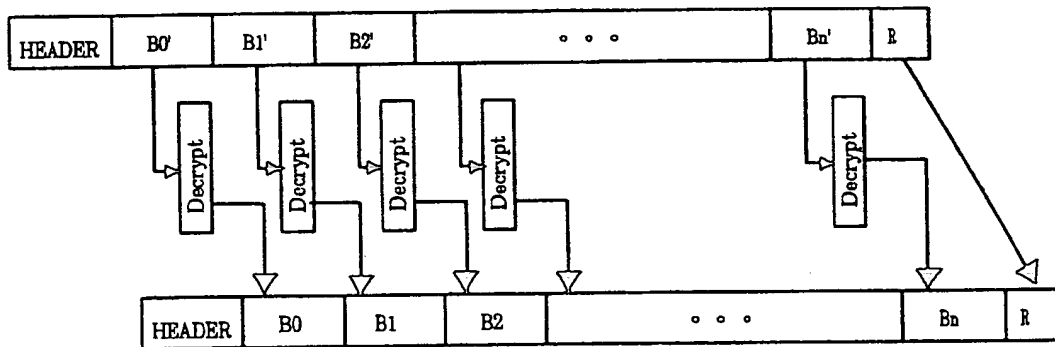 HEADER B0' B1' B2' ∘ ∘ ∘ Bn' R
Decrypt Decrypt Decrypt Decrypt Decrypt
HEADER B0 B1 B2 ∘ ∘ ∘ Bn R